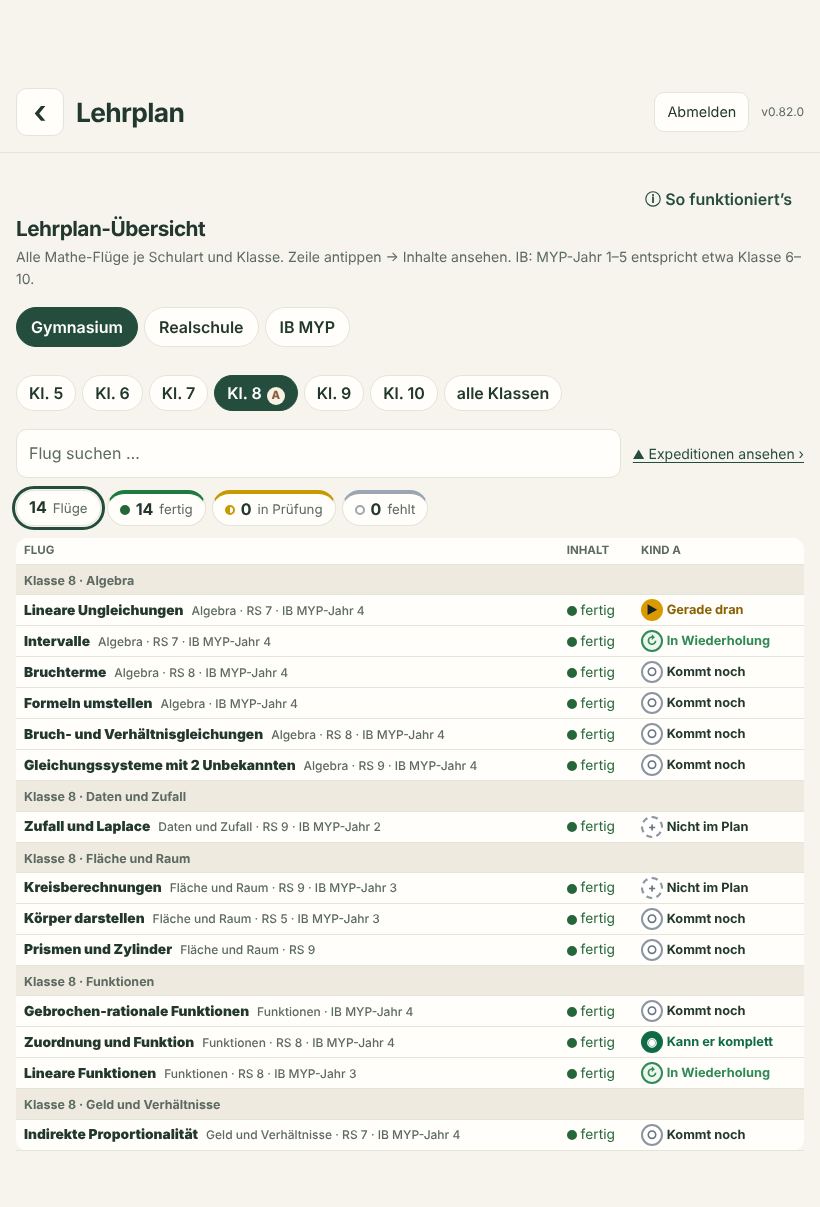 ‹ Lehrplan Abmelden v0.82.0
ⓘ So funktioniert’s
Lehrplan-Übersicht
Alle Mathe-Flüge je Schulart und Klasse. Zeile antippen → Inhalte ansehen. IB: MYP-Jahr 1–5 entspricht etwa Klasse 6–
10.
Gymnasium Realschule IB MYP
Kl. 5 Kl. 6 Kl. 7 Kl. 8 A Kl. 9 Kl. 10 alle Klassen
Flug suchen … ▲ Expeditionen ansehen ›
14 Flüge 14 fertig 0 in Prüfung 0 fehlt
FLUG INHALT KIND A
Klasse 8 · Algebra
Lineare Ungleichungen Algebra · RS 7 · IB MYP-Jahr 4 fertig Gerade dran
Intervalle Algebra · RS 7 · IB MYP-Jahr 4 fertig In Wiederholung
Bruchterme Algebra · RS 8 · IB MYP-Jahr 4 fertig Kommt noch
Formeln umstellen Algebra · IB MYP-Jahr 4 fertig Kommt noch
Bruch- und Verhältnisgleichungen Algebra · RS 8 · IB MYP-Jahr 4 fertig Kommt noch
Gleichungssysteme mit 2 Unbekannten Algebra · RS 9 · IB MYP-Jahr 4 fertig Kommt noch
Klasse 8 · Daten und Zufall
Zufall und Laplace Daten und Zufall · RS 9 · IB MYP-Jahr 2 fertig Nicht im Plan
Klasse 8 · Fläche und Raum
Kreisberechnungen Fläche und Raum · RS 9 · IB MYP-Jahr 3 fertig Nicht im Plan
Körper darstellen Fläche und Raum · RS 5 · IB MYP-Jahr 3 fertig Kommt noch
Prismen und Zylinder Fläche und Raum · RS 9 fertig Kommt noch
Klasse 8 · Funktionen
Gebrochen-rationale Funktionen Funktionen · IB MYP-Jahr 4 fertig Kommt noch
Zuordnung und Funktion Funktionen · RS 8 · IB MYP-Jahr 4 fertig Kann er komplett
Lineare Funktionen Funktionen · RS 8 · IB MYP-Jahr 3 fertig In Wiederholung
Klasse 8 · Geld und Verhältnisse
Indirekte Proportionalität Geld und Verhältnisse · RS 7 · IB MYP-Jahr 4 fertig Kommt noch